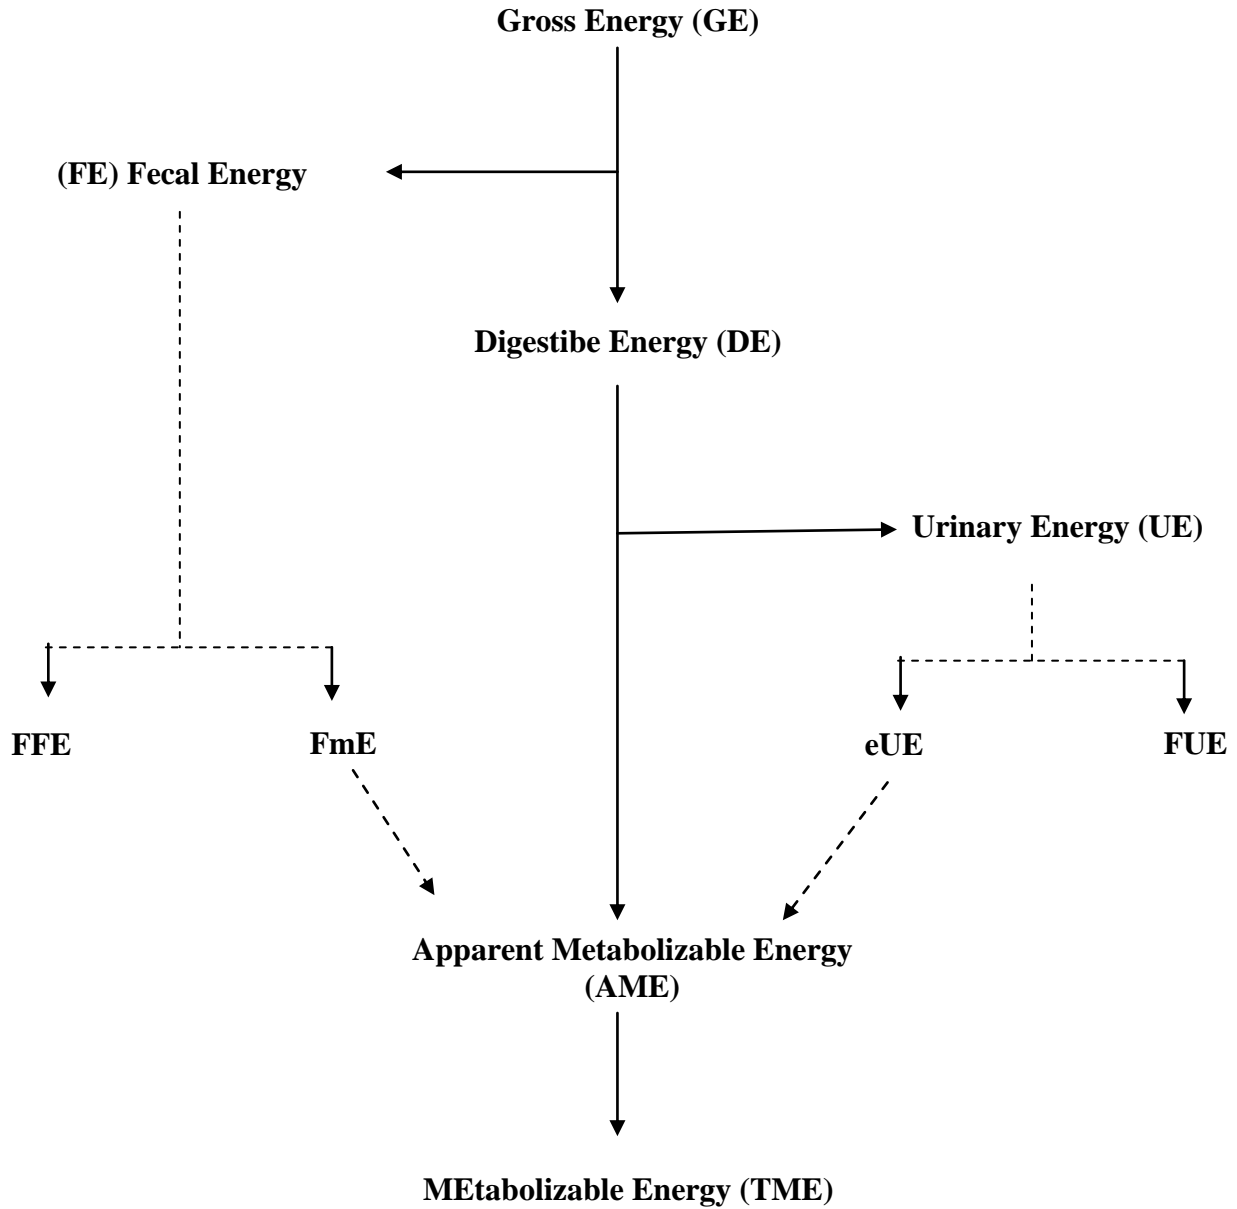 Gross Energy (GE)
(FE) Fecal Energy
Digestibe Energy (DE)
Urinary Energy (UE)
FFE
FmE
eUE
FUE
Apparent Metabolizable Energy
(AME)
MEtabolizable Energy (TME)